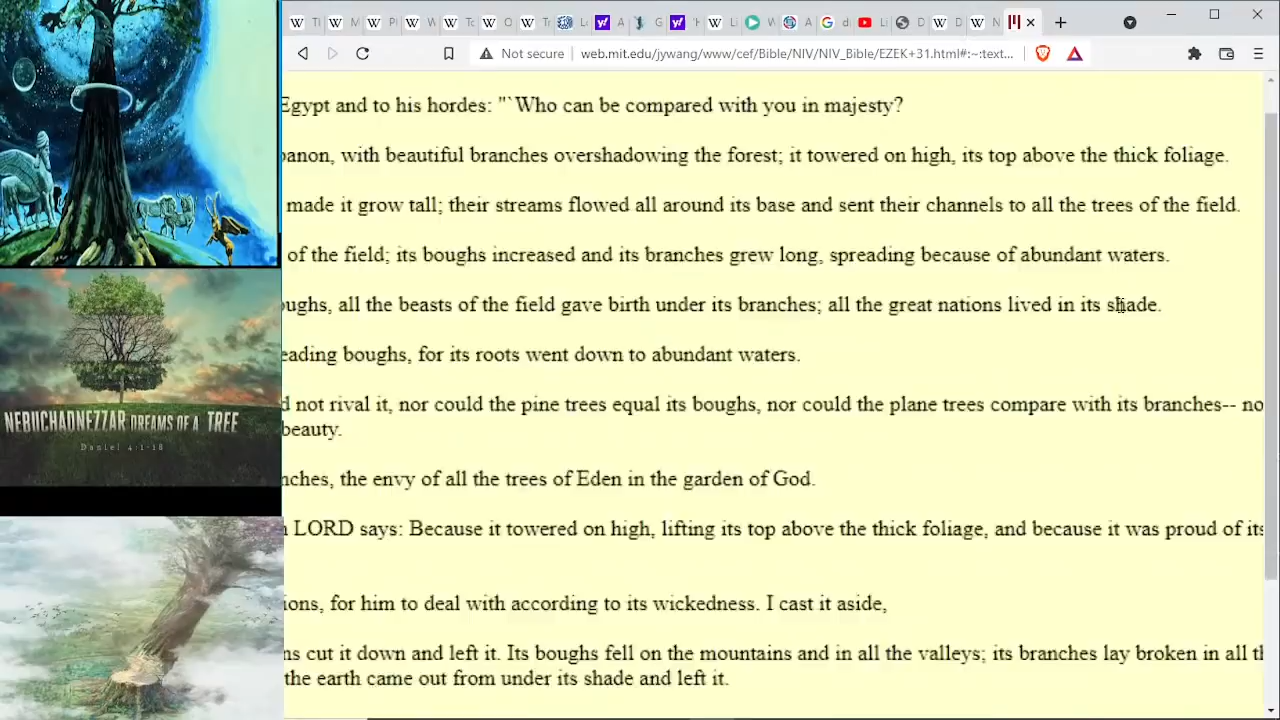 Not secure
web.mit.edu/jywang/www/cef/Bible/NIV/NIV_Bible/EZEK+31.html#:~:text...
Egypt and to his hordes: "`Who can be compared with you in majesty?
banon, with beautiful branches overshadowing the forest; it towered on high, its top above the thick foliage.
made it grow tall; their streams flowed all around its base and sent their channels to all the trees of the field.
of the field; its boughs increased and its branches grew long, spreading because of abundant waters.
oughs, all the beasts of the field gave birth under its branches; all the great nations lived in its shade.
eading boughs, for its roots went down to abundant waters.
d not rival it, nor could the pine trees equal its boughs, nor could the plane trees compare with its branches-- no
beauty.
nches, the envy of all the trees of Eden in the garden of God.
n LORD says: Because it towered on high, lifting its top above the thick foliage, and because it was proud of its
ions, for him to deal with according to its wickedness. I cast it aside,
ns cut it down and left it. Its boughs fell on the mountains and in all the valleys; its branches lay broken in all th
the earth came out from under its shade and left it.
NEBUCHADNEZZAR DREAMS OF A TREE
Daniel 4:1-18